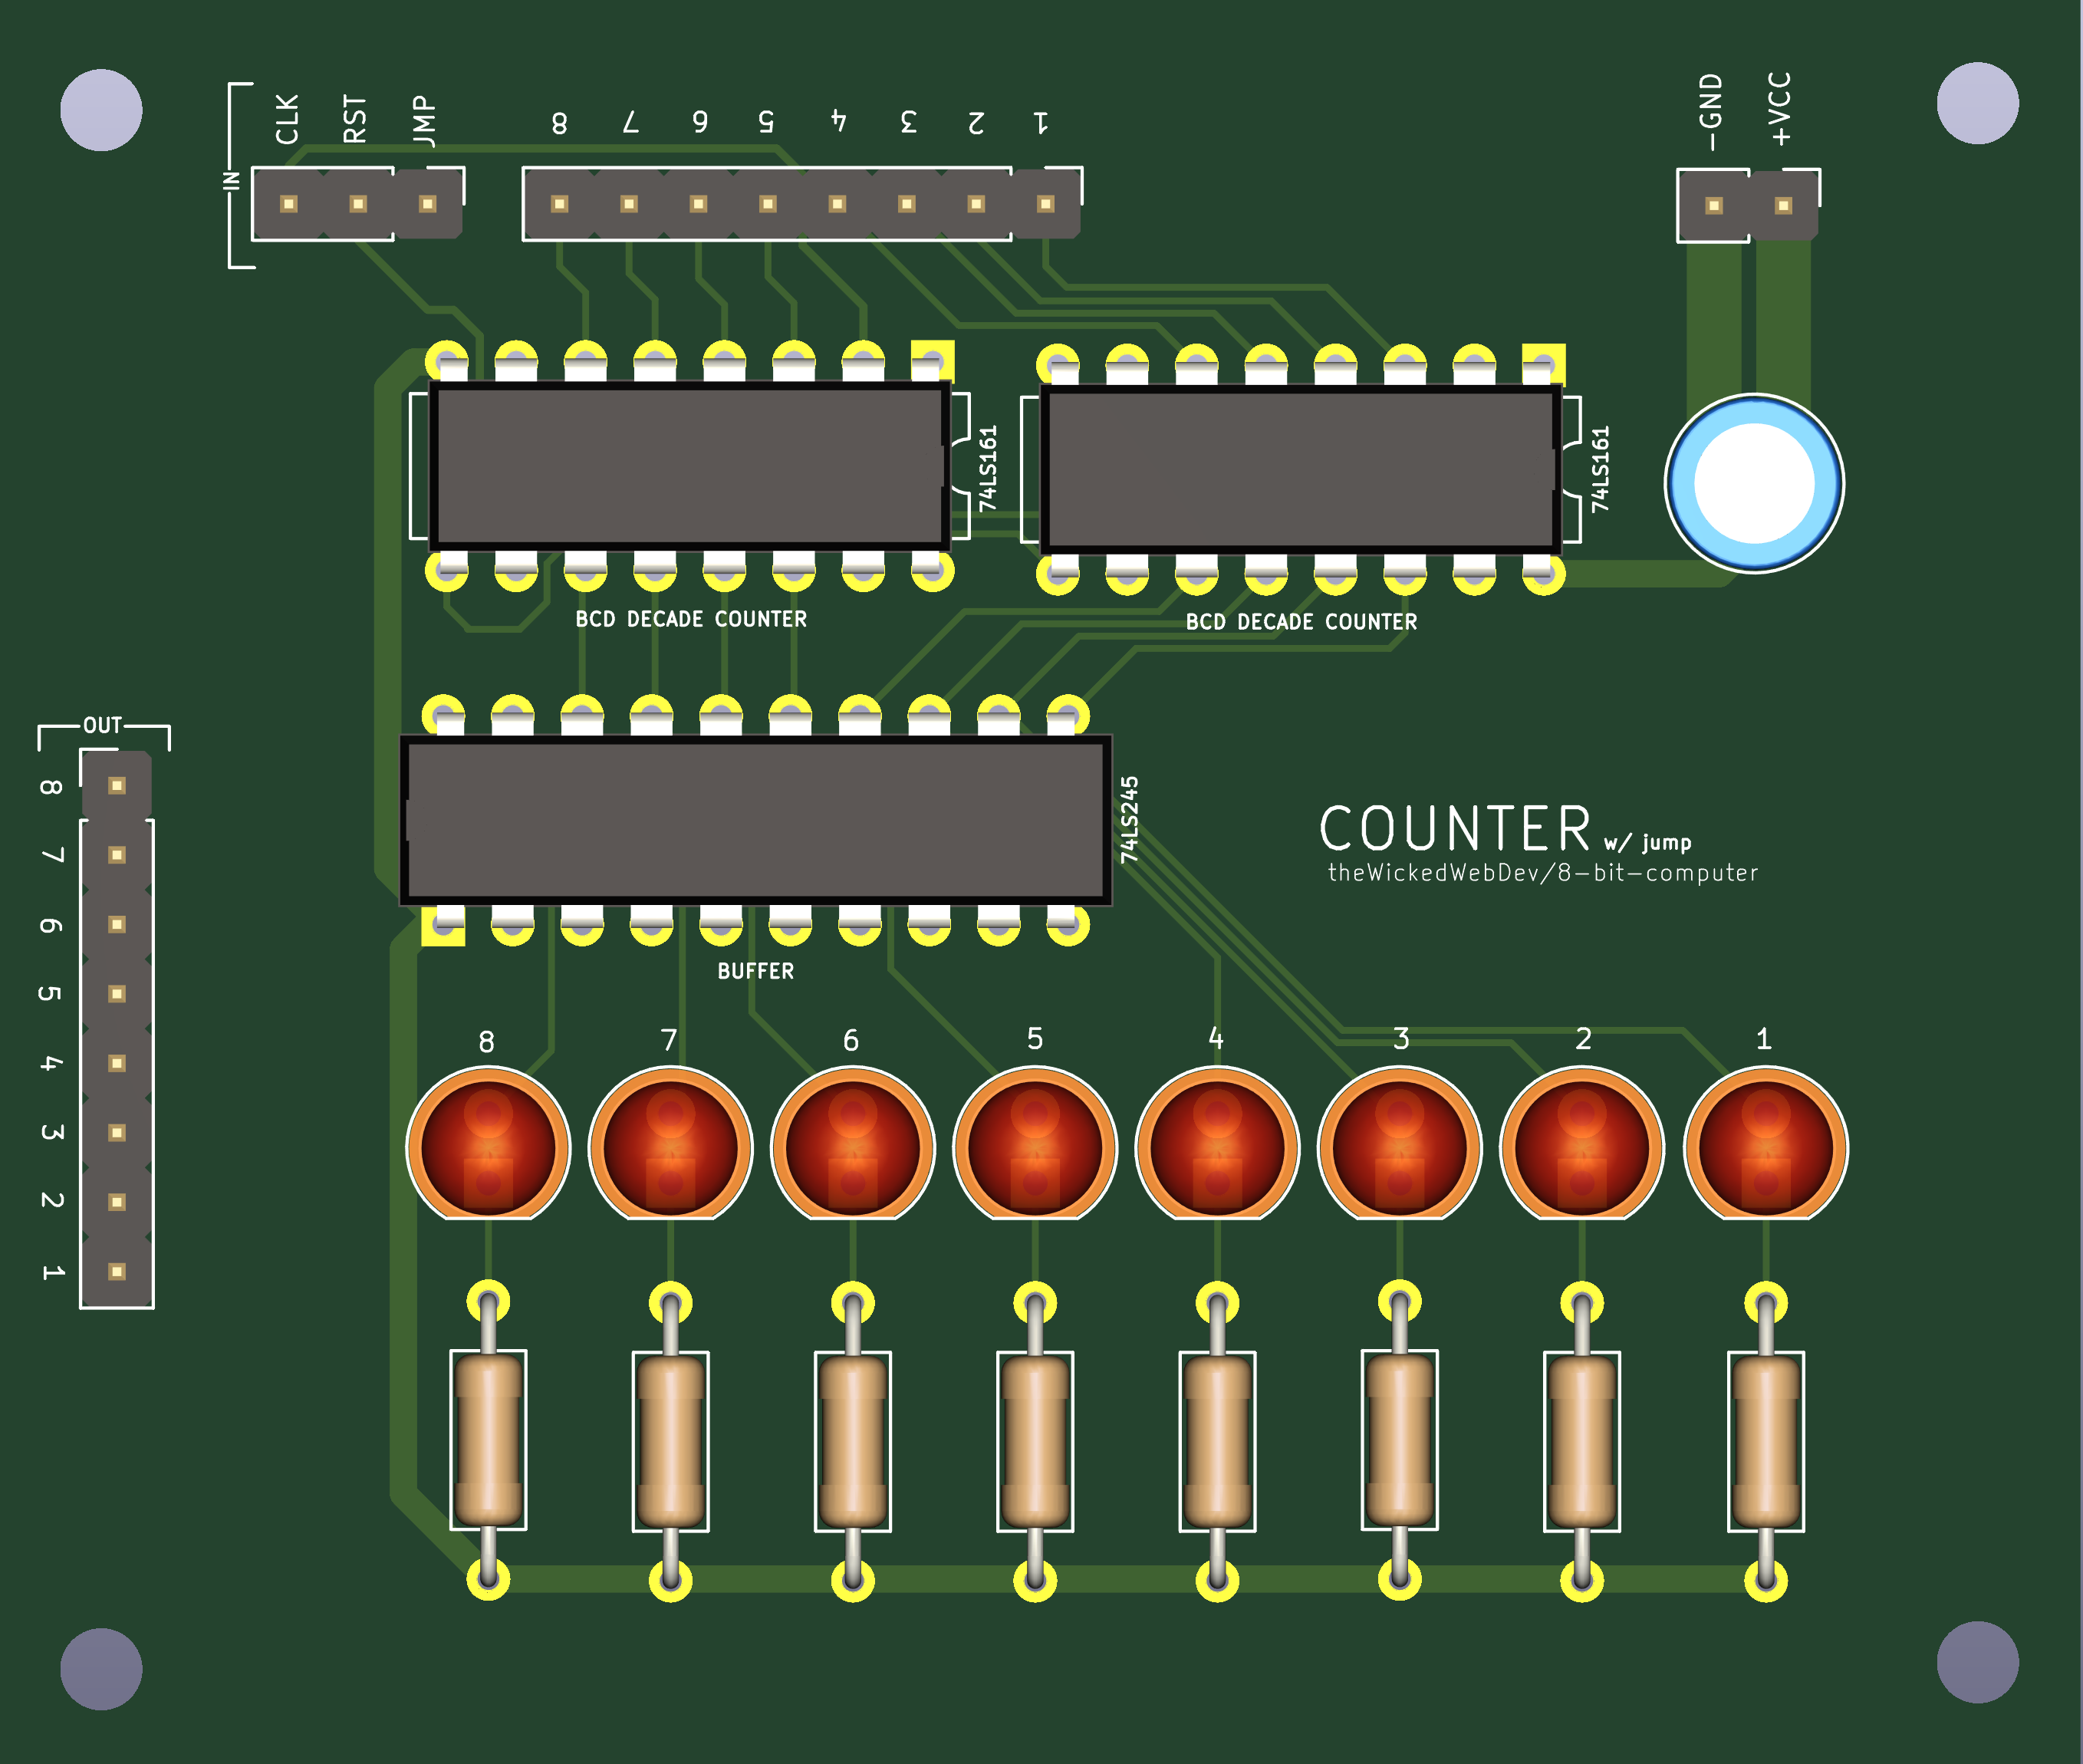 CLK RST JMP
8 7 6 5 4 3 2 1
-GND +VCC
IN
74LS161
74LS161
BCD DECADE COUNTER
BCD DECADE COUNTER
OUT
8
7
6
5
4
3
2
1
74LS245
COUNTER w/ jump
theWickedWebDev/8-bit-computer
BUFFER
8 7 6 5 4 3 2 1